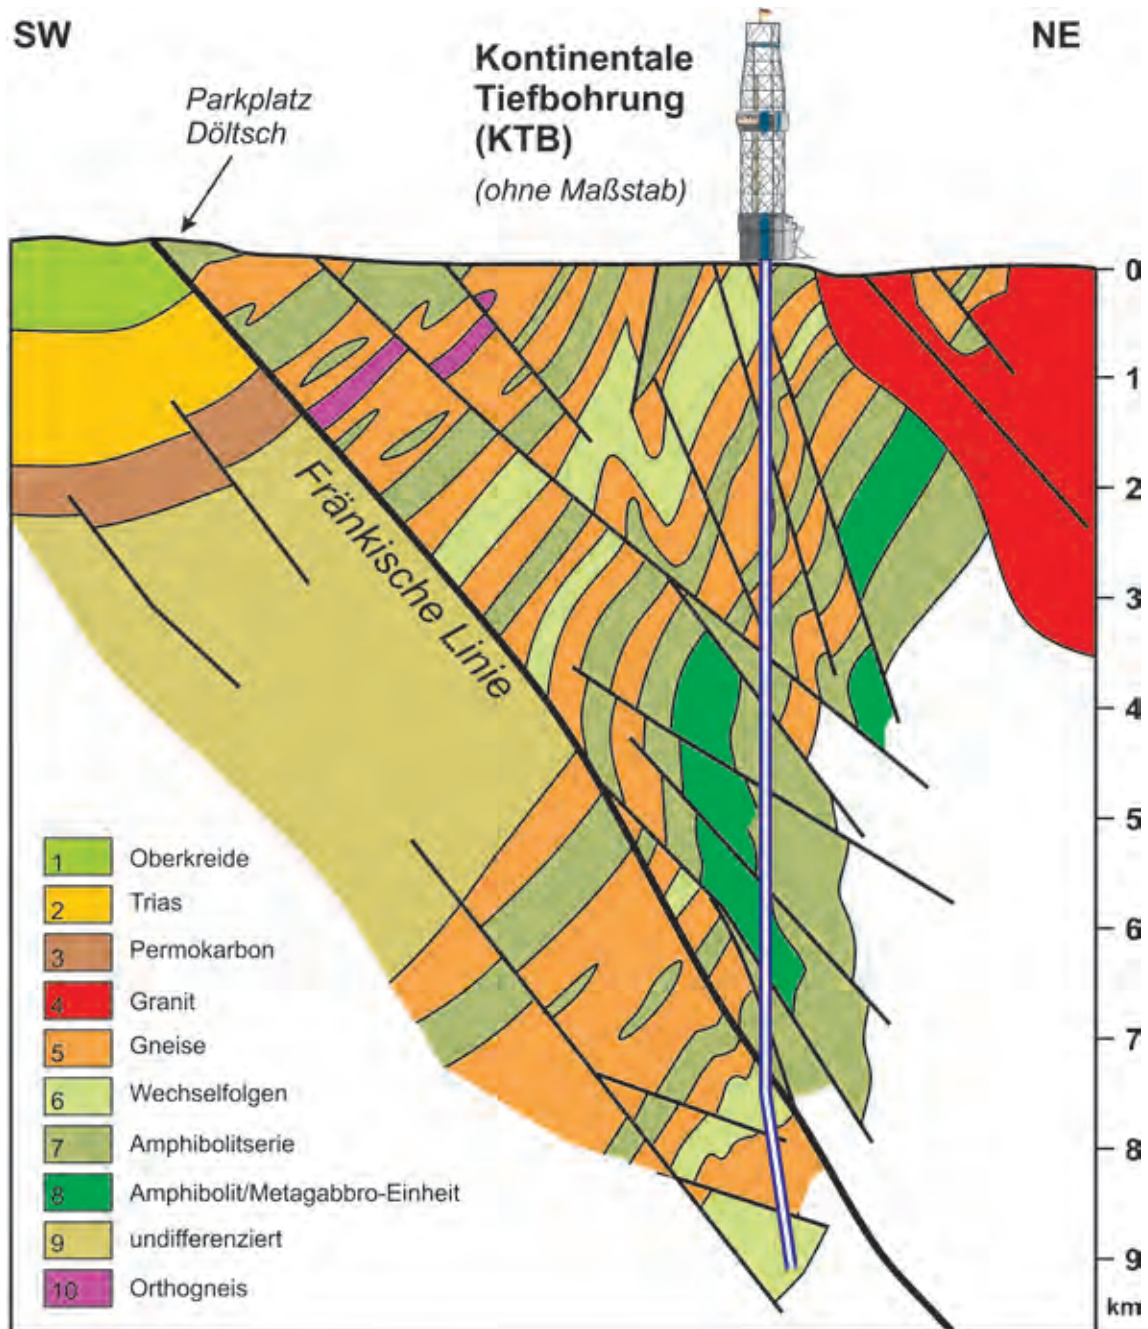 SW
NE
Kontinentale
Tiefbohrung
(KTB)
(ohne Maßstab)
Parkplatz
Döltsch
Fränkische Linie
0
1
2
3
4
5
6
7
8
9
km
1 Oberkreide
2 Trias
3 Permokarbon
4 Granit
5 Gneise
6 Wechselfolgen
7 Amphibolitserie
8 Amphibolit/Metagabbro-Einheit
9 undifferenziert
10 Orthogneis